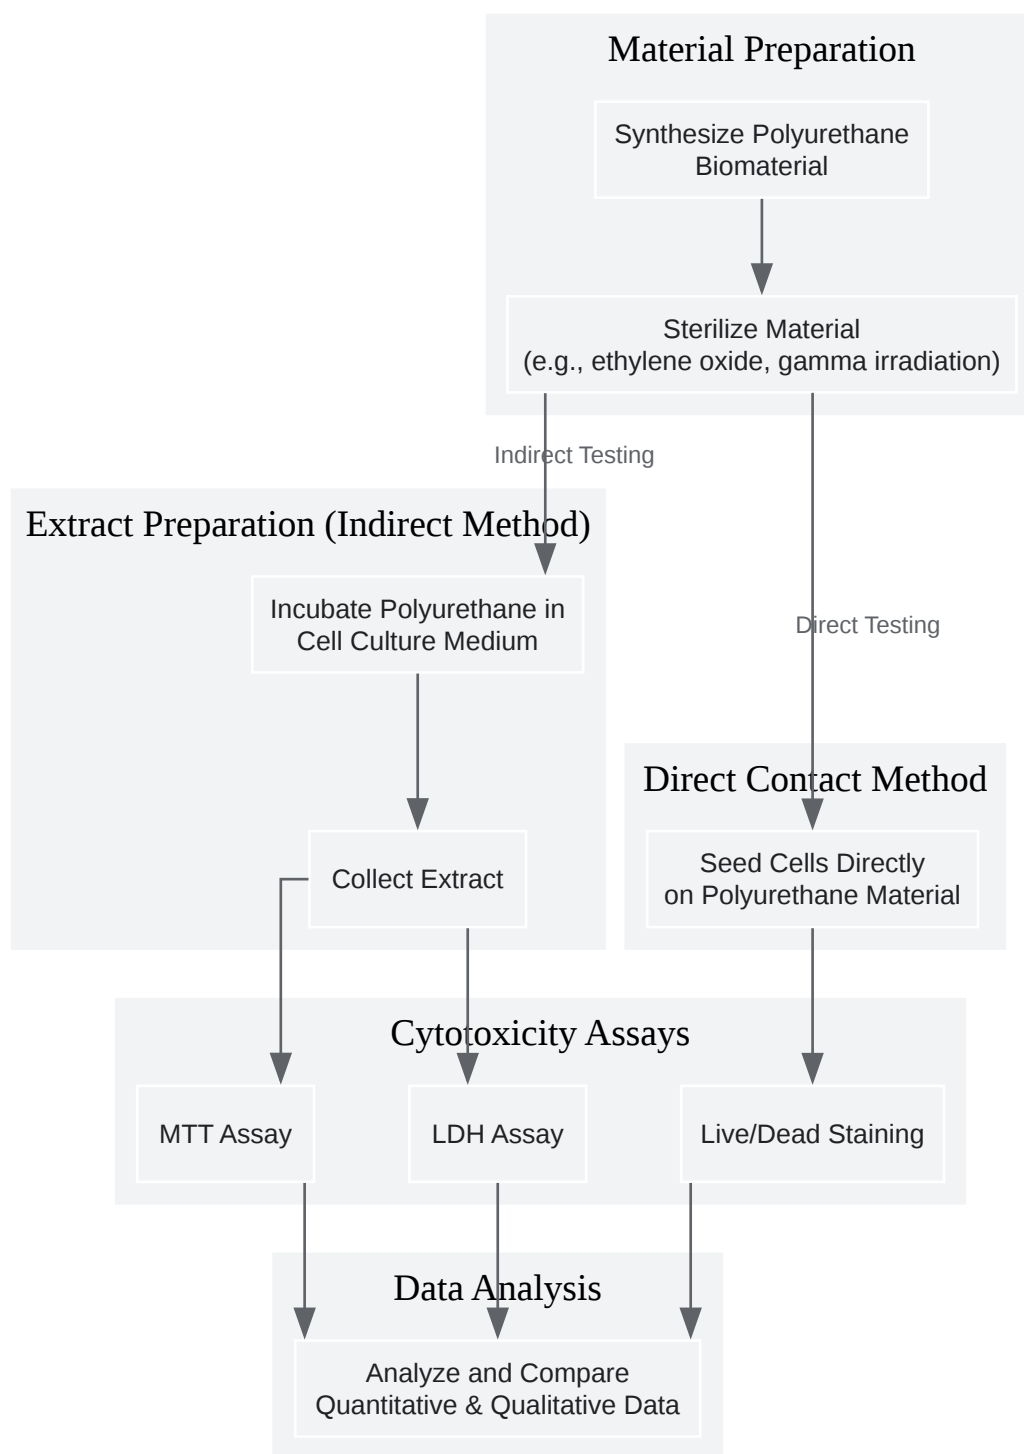 Material Preparation
Synthesize Polyurethane
Biomaterial
Sterilize Material
(e.g., ethylene oxide, gamma irradiation)
Indirect Testing
Extract Preparation (Indirect Method)
Incubate Polyurethane in
Cell Culture Medium
Direct Testing
Direct Contact Method
Collect Extract
Seed Cells Directly
on Polyurethane Material
Cytotoxicity Assays
MTT Assay
LDH Assay
Live/Dead Staining
Data Analysis
Analyze and Compare
Quantitative & Qualitative Data